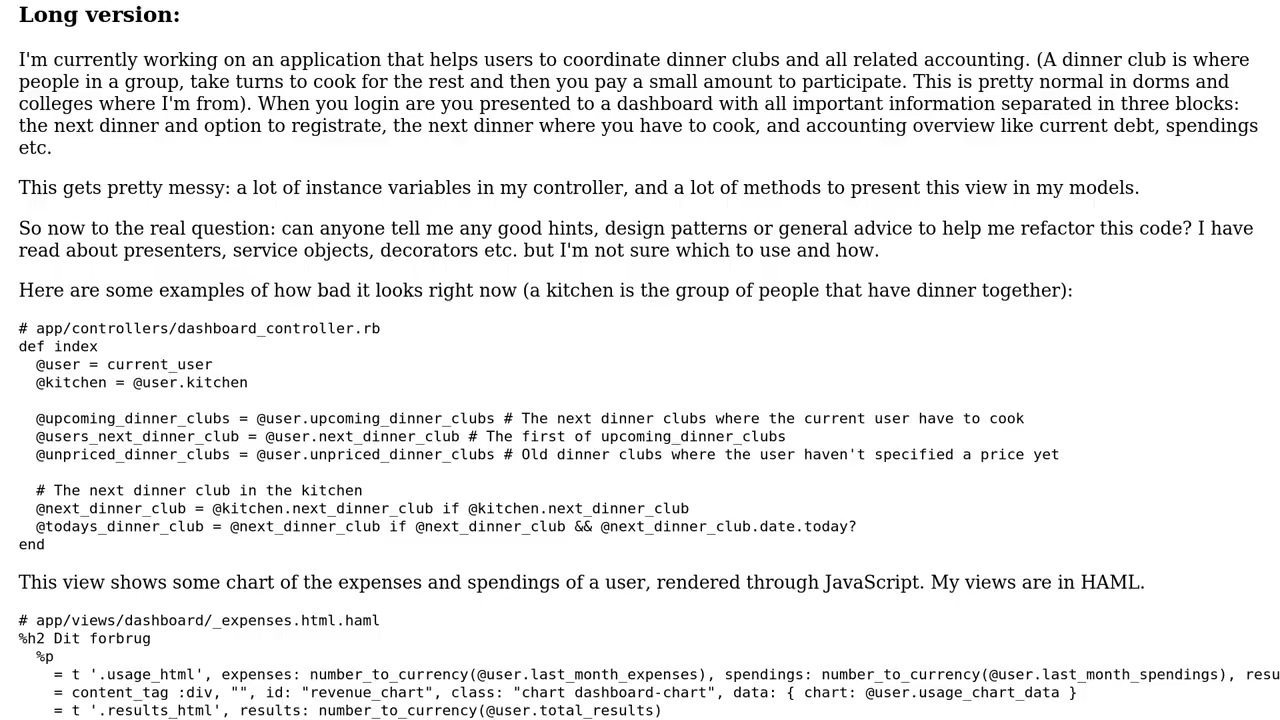 Long version:
I'm currently working on an application that helps users to coordinate dinner clubs and all related accounting. (A dinner club is where
people in a group, take turns to cook for the rest and then you pay a small amount to participate. This is pretty normal in dorms and
colleges where I'm from). When you login are you presented to a dashboard with all important information separated in three blocks:
the next dinner and option to registrate, the next dinner where you have to cook, and accounting overview like current debt, spendings
etc.
This gets pretty messy: a lot of instance variables in my controller, and a lot of methods to present this view in my models.
So now to the real question: can anyone tell me any good hints, design patterns or general advice to help me refactor this code? I have
read about presenters, service objects, decorators etc. but I'm not sure which to use and how.
Here are some examples of how bad it looks right now (a kitchen is the group of people that have dinner together):
# app/controllers/dashboard_controller.rb
def index
  @user = current_user
  @kitchen = @user.kitchen
  @upcoming_dinner_clubs = @user.upcoming_dinner_clubs # The next dinner clubs where the current user have to cook
  @users_next_dinner_club = @user.next_dinner_club # The first of upcoming_dinner_clubs
  @unpriced_dinner_clubs = @user.unpriced_dinner_clubs # Old dinner clubs where the user haven't specified a price yet
  # The next dinner club in the kitchen
  @next_dinner_club = @kitchen.next_dinner_club if @kitchen.next_dinner_club
  @todays_dinner_club = @next_dinner_club if @next_dinner_club && @next_dinner_club.date.today?
end
This view shows some chart of the expenses and spendings of a user, rendered through JavaScript. My views are in HAML.
# app/views/dashboard/_expenses.html.haml
%h2 Dit forbrug
  %p
    = t '.usage_html', expenses: number_to_currency(@user.last_month_expenses), spendings: number_to_currency(@user.last_month_spendings), resu
    = content_tag :div, "", id: "revenue_chart", class: "chart dashboard-chart", data: { chart: @user.usage_chart_data }
    = t '.results_html', results: number_to_currency(@user.total_results)